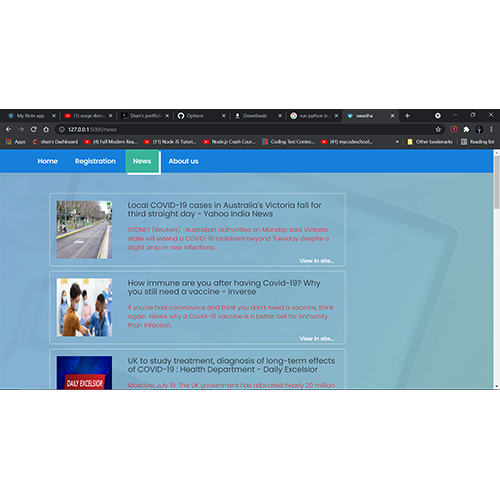 My Note app
(1) surge dam
Shan's portfoli
Options
Downloads
run python in
swastha
127.0.0.1:5000/news
Apps
shan's Dashboard
(4) Full Modern Rea...
(11) Node JS Tutori...
Node.js Crash Cour...
Coding Test Contes...
(41) mycodeschool...
Other bookmarks
Reading list
Home
Registration
News
About us
Local COVID-19 cases in Australia's Victoria fall for
third straight day - Yahoo India News
SYDNEY (Reuters) -Australian authorities on Monday said Victoria
state will extend a COVID-19 lockdown beyond Tuesday despite a
slight drop in new infections...
View in site...
How immune are you after having Covid-19? Why
you still need a vaccine - Inverse
If you've had coronavirus and think you don't need a vaccine, think
again. Here's why a Covid-19 vaccine is a better bet for immunity
than infection.
View in site...
DAILY EXCELSIOR
UK to study treatment, diagnosis of long-term effects
of COVID-19 : Health Department - Daily Excelsior
Moscow, July 18: The UK government has allocated nearly 20 million